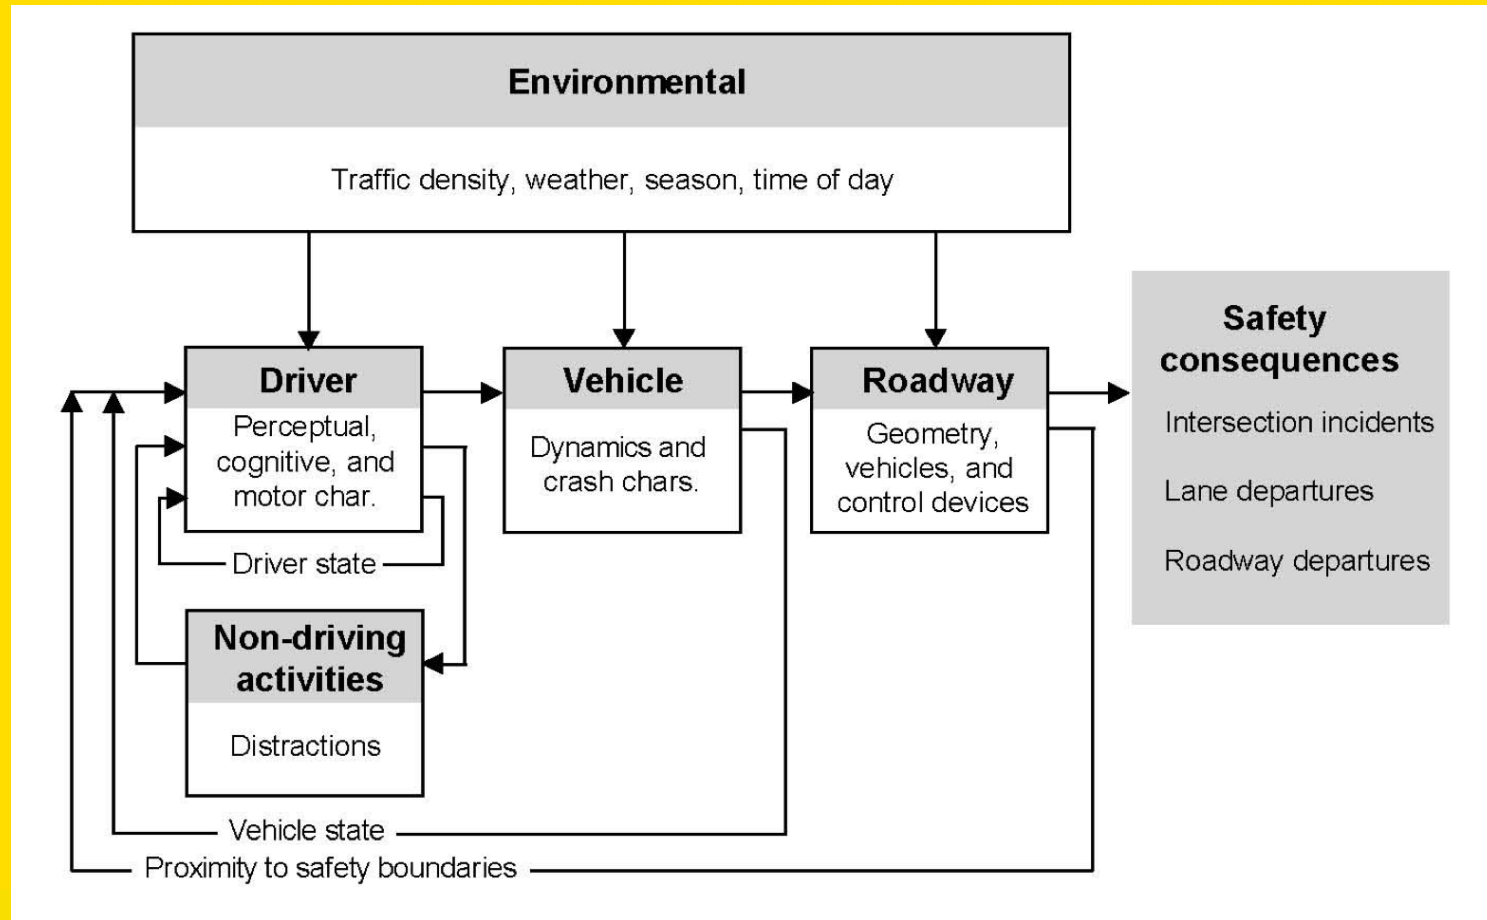 Environmental
Traffic density, weather, season, time of day
Driver
Perceptual,
cognitive, and
motor char.
Driver state
Vehicle
Dynamics and
crash chars.
Roadway
Geometry,
vehicles, and
control devices
Safety
consequences
Intersection incidents
Lane departures
Roadway departures
Non-driving
activities
Distractions
Vehicle state
Proximity to safety boundaries